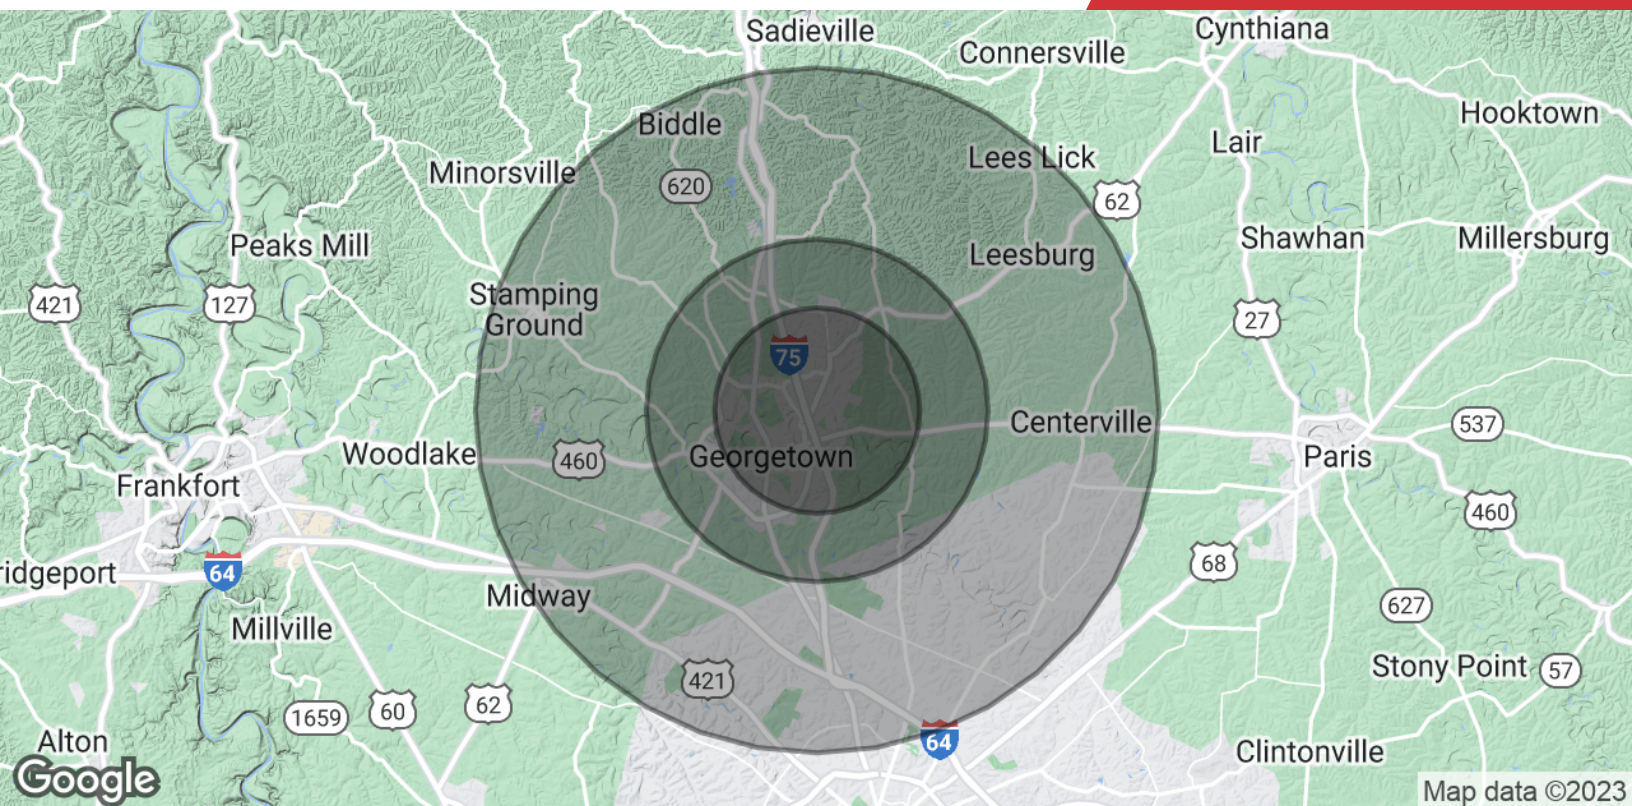 Sadieville
Cynthiana
Connersville
Hooktown
Biddle
Lair
Lees Lick
Minorsville
620
62
Peaks Mill
Shawhan
Millersburg
Leesburg
421
127
Stamping
Ground
27
75
Centerville
537
Woodlake
460
Georgetown
Paris
Frankfort
460
ridgeport
64
68
Midway
627
Millville
Stony Point
57
421
1659
60
62
Alton
64
Clintonville
Google
Map data ©2023